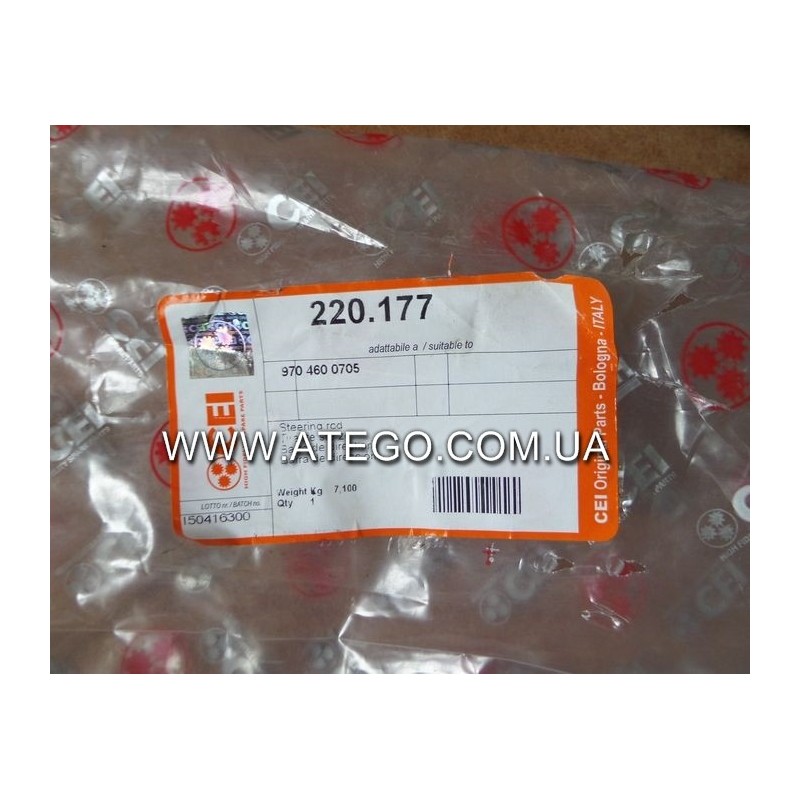 220.177
adattabile a / suitable to
970 460 0705
Steering rod
WWW.ATEGO.COM.UA
Weight Kg 7,100
Qty 1
LOTTO nr. / BATCH no.
150416300
CEI
CEI Original Parts - Bologna - ITALY